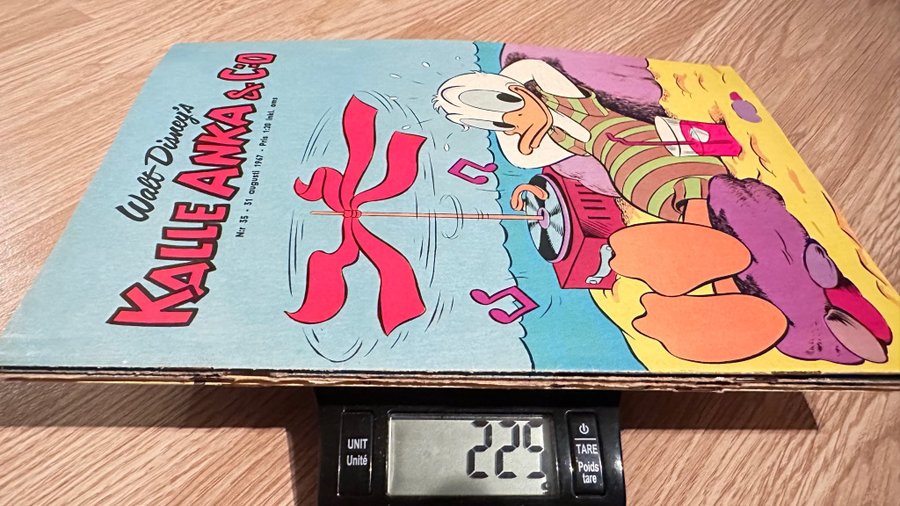 Walt Disney's
KALLE ANKA & C:O
Nr 35 · 31 augusti 1967 · Pris 1:20 inkl. oms
UNIT
Unité
225
TARE
Poids
tare